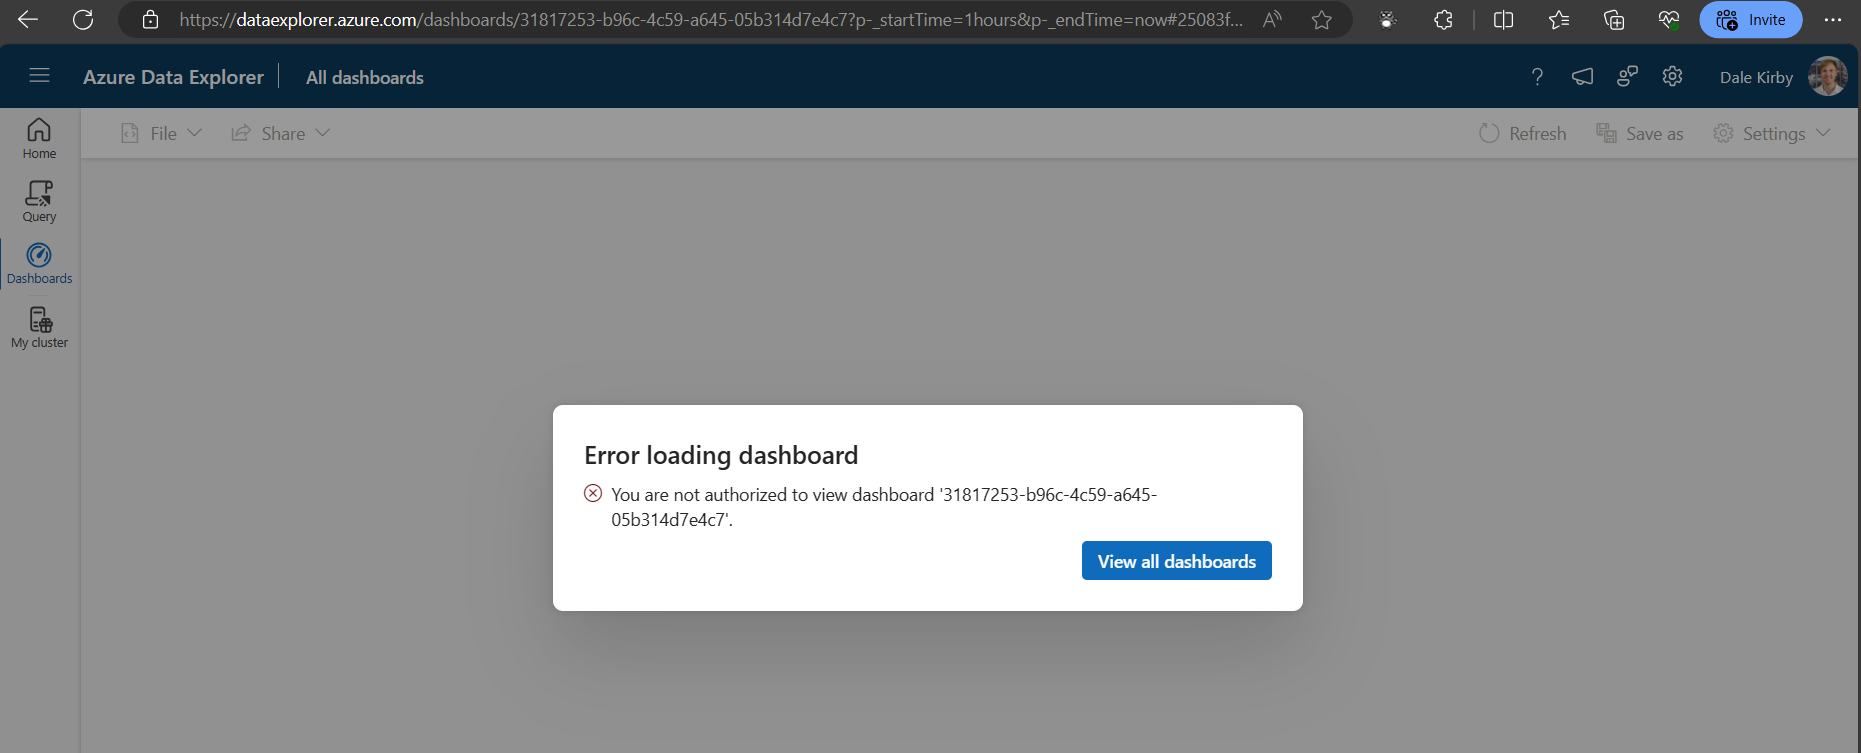 https://dataexplorer.azure.com/dashboards/31817253-b96c-4c59-a645-05b314d7e4c7?p-_startTime=1hours&p-_endTime=now#25083f...
Invite
Azure Data Explorer
All dashboards
Dale Kirby
Home
Query
Dashboards
My cluster
File
Share
Refresh
Save as
Settings
Error loading dashboard
You are not authorized to view dashboard '31817253-b96c-4c59-a645-
05b314d7e4c7'.
View all dashboards